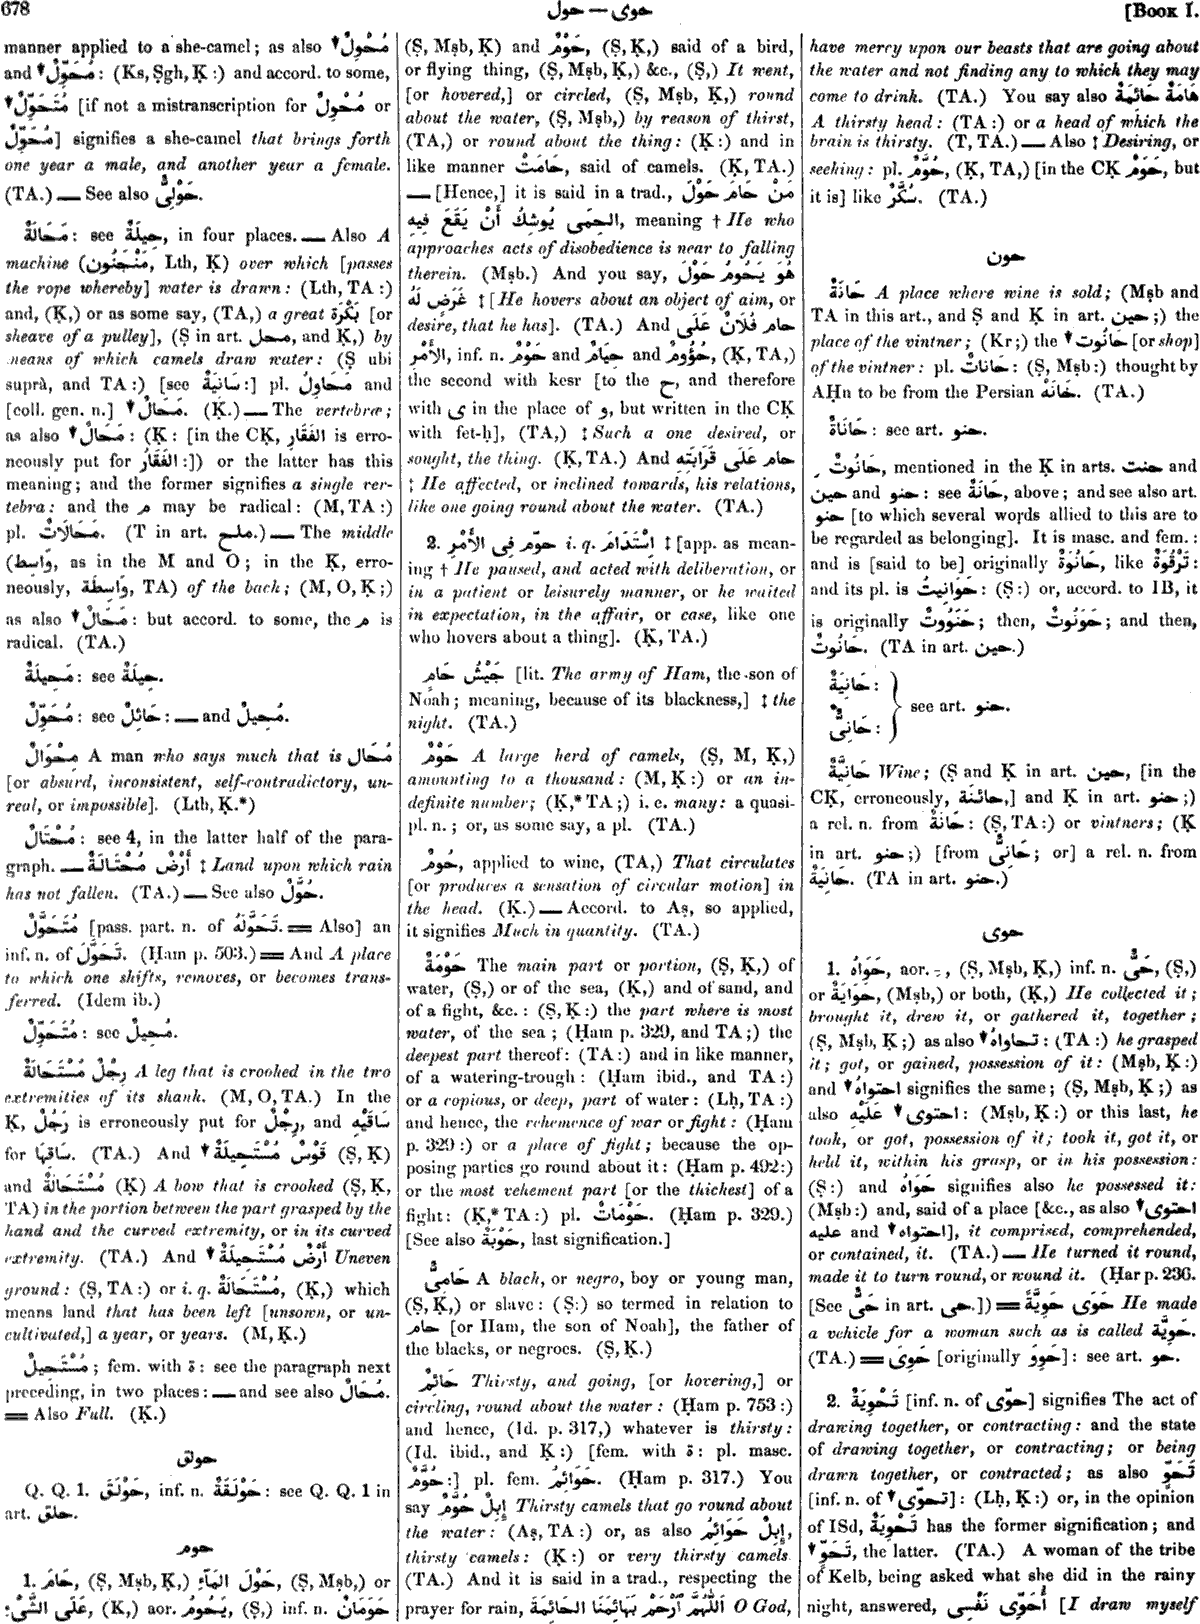 678
حول — حوى
[Book I.
manner applied to a she-camel; as also ▾ مُحْوِلٌ
and ▾ مُحَوِّلٌ: (Ks, Ṣgh, Ḳ:) and accord. to some,
▾ مُتَحَوِّلٌ [if not a mistranscription for مُحْوِلٌ or
مُحَوِّلٌ] signifies a she-camel that brings forth
one year a male, and another year a female.
(TA.) — See also حَوْلِىٌّ.
مَحَالَةٌ: see حِيلَةٌ, in four places. — Also A
machine (مَنْجَنُون, Lth, Ḳ) over which [passes
the rope whereby] water is drawn: (Lth, TA:)
and, (Ḳ,) or as some say, (TA,) a great بَكْرَة [or
sheave of a pulley], (Ṣ in art. محل, and Ḳ,) by
means of which camels draw water: (Ṣ ubi
suprà, and TA:) [see سَانِيَةٌ:] pl. مَحَاوِلُ and
[coll. gen. n.] ▾ مَحَالٌ. (Ḳ.) — The vertebræ;
as also ▾ مَحَالٌ: (Ḳ: [in the CḲ, الفَقَارِ is erro-
neously put for الفَقَارُ:]) or the latter has this
meaning; and the former signifies a single ver-
tebra: and the م may be radical: (M, TA:)
pl. مَحَالَاتٌ. (T in art. ملح.) — The middle
(وَاسِط, as in the M and O; in the Ḳ, erro-
neously, وَاسِطَة, TA) of the back; (M, O, Ḳ;)
as also ▾ مَحَالٌ: but accord. to some, the م is
radical. (TA.)
مَحِيلَةٌ: see حِيلَةٌ.
مُحَوِّلٌ: see حَائِلٌ: — and مُحِيلٌ.
مِحْوَالٌ A man who says much that is مُحَال
[or absurd, inconsistent, self-contradictory, un-
real, or impossible]. (Lth, Ḳ.*)
مُحْتَالٌ: see 4, in the latter half of the para-
graph. — أَرْضٌ مُحْتَالَةٌ ‡ Land upon which rain
has not fallen. (TA.) — See also حُوَّلٌ.
مُتَحَوَّلٌ [pass. part. n. of تَحَوَّلَهُ. = Also] an
inf. n. of تَحَوَّلَ. (Ḥam p. 503.) = And A place
to which one shifts, removes, or becomes trans-
ferred. (Idem ib.)
مُتَحَوِّلٌ: see مُحِيلٌ.
رِجْلٌ مُسْتَحَالَةٌ A leg that is crooked in the two
extremities of its shank. (M, O, TA.) In the
Ḳ, رَجُلٌ is erroneously put for رِجْلٌ, and سَاقَيْهِ
for سَاقِهَا. (TA.) And ▾ قَوْسٌ مُسْتَحِيلَةٌ (Ṣ, Ḳ)
and مُسْتَحَالَةٌ (Ḳ) A bow that is crooked (Ṣ, Ḳ,
TA) in the portion between the part grasped by the
hand and the curved extremity, or in its curved
extremity. (TA.) And ▾ أَرْضٌ مُسْتَحِيلَةٌ Uneven
ground: (Ṣ, TA:) or i. q. مُسْتَحَالَةٌ, (Ḳ,) which
means land that has been left [unsown, or un-
cultivated,] a year, or years. (M, Ḳ.)
مُسْتَحِيلٌ; fem. with ة: see the paragraph next
preceding, in two places: — and see also مُحَالٌ.
= Also Full. (Ḳ.)
حولق
Q. Q. 1. حَوْلَقَ, inf. n. حَوْلَقَةٌ: see Q. Q. 1 in
art. حلق.
حوم
1. حَامَ, (Ṣ, Mṣb, Ḳ,) حَوْلَ المَآءِ, (Ṣ, Mṣb,) or
عَلَى الشَّىْءِ, (Ḳ,) aor. يَحُومُ, (Ṣ,) inf. n. حَوَمَانٌ
(Ṣ, Mṣb, Ḳ) and حَوْمٌ, (Ṣ, Ḳ,) said of a bird,
or flying thing, (Ṣ, Mṣb, Ḳ,) &c., (Ṣ,) It went,
[or hovered,] or circled, (Ṣ, Mṣb, Ḳ,) round
about the water, (Ṣ, Mṣb,) by reason of thirst,
(TA,) or round about the thing: (Ḳ:) and in
like manner حَامَتْ, said of camels. (Ḳ, TA.)
— [Hence,] it is said in a trad., مَنْ حَامَ حَوْلَ
الحِمَى يُوشِكُ أَنْ يَقَعَ فِيهِ, meaning † He who
approaches acts of disobedience is near to falling
therein. (Mṣb.) And you say, هُوَ يَحُومُ حَوْلَ
غَرَضٍ لَهُ ‡ [He hovers about an object of aim, or
desire, that he has]. (TA.) And حام فُلَانٌ عَلَى
الأَمْرِ, inf. n. حَوْمٌ and حِيَامٌ and حُؤُومٌ, (Ḳ, TA,)
the second with kesr [to the ح, and therefore
with ى in the place of و, but written in the CḲ
with fet-ḥ], (TA,) ‡ Such a one desired, or
sought, the thing. (Ḳ, TA.) And حام عَلَى قَرَابَتِهِ
‡ He affected, or inclined towards, his relations,
like one going round about the water. (TA.)
2. حوّم فِى الأَمْرِ i. q. اسْتَدَامَ ‡ [app. as mean-
ing † He paused, and acted with deliberation, or
in a patient or leisurely manner, or he waited
in expectation, in the affair, or case, like one
who hovers about a thing]. (Ḳ, TA.)
جَيْشُ حَامٍ [lit. The army of Ham, the son of
Noah; meaning, because of its blackness,] ‡ the
night. (TA.)
حَوْمٌ A large herd of camels, (Ṣ, M, Ḳ,)
amounting to a thousand: (M, Ḳ:) or an in-
definite number; (Ḳ,* TA;) i. e. many: a quasi-
pl. n.; or, as some say, a pl. (TA.)
حُومٌ, applied to wine, (TA,) That circulates
[or produces a sensation of circular motion] in
the head. (Ḳ.) — Accord. to Aṣ, so applied,
it signifies Much in quantity. (TA.)
حَوْمَةٌ The main part or portion, (Ṣ, Ḳ,) of
water, (Ṣ,) or of the sea, (Ḳ,) and of sand, and
of a fight, &c.: (Ṣ, Ḳ:) the part where is most
water, of the sea; (Ḥam p. 329, and TA;) the
deepest part thereof: (TA:) and in like manner,
of a watering-trough: (Ḥam ibid., and TA:)
or a copious, or deep, part of water: (Lḥ, TA:)
and hence, the vehemence of war or fight: (Ḥam
p. 329:) or a place of fight; because the op-
posing parties go round about it: (Ḥam p. 492:)
or the most vehement part [or the thickest] of a
fight: (Ḳ,* TA:) pl. حَوْمَاتٌ. (Ḥam p. 329.)
[See also حَوْبَةٌ, last signification.]
حَامِىٌّ A black, or negro, boy or young man,
(Ṣ, Ḳ,) or slave: (Ṣ:) so termed in relation to
حام [or Ham, the son of Noah], the father of
the blacks, or negroes. (Ṣ, Ḳ.)
حَائِمٌ Thirsty, and going, [or hovering,] or
circling, round about the water: (Ḥam p. 753:)
and hence, (Id. p. 317,) whatever is thirsty:
(Id. ibid., and Ḳ:) [fem. with ة: pl. masc.
حُوَّمٌ:] pl. fem. حَوَائِمُ. (Ḥam p. 317.) You
say إِبِلٌ حُوَّمٌ Thirsty camels that go round about
the water: (Aṣ, TA:) or, as also إِبِلٌ حَوَائِمُ,
thirsty camels: (Ḳ:) or very thirsty camels.
(TA.) And it is said in a trad., respecting the
prayer for rain, اَللّٰهُمَّ ٱرْحَمْ بَهَائِمَنَا الحَائِمَةَ O God,
have mercy upon our beasts that are going about
the water and not finding any to which they may
come to drink. (TA.) You say also هَامَةٌ حَائِمَةٌ
A thirsty head: (TA:) or a head of which the
brain is thirsty. (T, TA.) — Also ‡ Desiring, or
seeking: pl. حُوَّمٌ, (Ḳ, TA,) [in the CḲ حَوَمٌ, but
it is] like سُكَّرٌ. (TA.)
حون
حَانَةٌ A place where wine is sold; (Mṣb and
TA in this art., and Ṣ and Ḳ in art. حين;) the
place of the vintner; (Kr;) the ▾ حَانُوت [or shop]
of the vintner: pl. حَانَاتٌ: (Ṣ, Mṣb:) thought by
AḤn to be from the Persian خَانَهْ. (TA.)
حَانَاةٌ: see art. حنو.
حَانُوتٌ, mentioned in the Ḳ in arts. حنت and
حين and حنو: see حَانَةٌ, above; and see also art.
حنو [to which several words allied to this are to
be regarded as belonging]. It is masc. and fem.:
and is [said to be] originally حَانُوَةٌ, like تَرْقُوَةٌ:
and its pl. is حَوَانِيتُ: (Ṣ:) or, accord. to IB, it
is originally حَنَوُوتٌ; then, حَوَنُوتٌ; and then,
حَانُوتٌ. (TA in art. حين.)
حَانِيَةٌ:
حَانِىٌّ:
} see art. حنو.
حَانِيَّةٌ Wine; (Ṣ and Ḳ in art. حين, [in the
CḲ, erroneously, حائنة,] and Ḳ in art. حنو;)
a rel. n. from حَانَةٌ: (Ṣ, TA:) or vintners; (Ḳ
in art. حنو;) [from حَانِىٌّ; or] a rel. n. from
حَانِيَةٌ. (TA in art. حنو.)
حوى
1. حَوَاهُ, aor. ــِ, (Ṣ, Mṣb, Ḳ,) inf. n. حَىٌّ, (Ṣ,)
or حَوَايَةٌ, (Mṣb,) or both, (Ḳ,) He collected it;
brought it, drew it, or gathered it, together;
(Ṣ, Mṣb, Ḳ;) as also ▾ تحاواهُ: (TA:) he grasped
it; got, or gained, possession of it: (Mṣb, Ḳ:)
and ▾ احتواه signifies the same; (Ṣ, Mṣb, Ḳ;) as
also ▾ احتوى عَلَيْهِ: (Mṣb, Ḳ:) or this last, he
took, or got, possession of it; took it, got it, or
held it, within his grasp, or in his possession:
(Ṣ:) and حَوَاهُ signifies also he possessed it:
(Mṣb:) and, said of a place [&c., as also ▾ احتوى
عليه and ▾ احتواه], it comprised, comprehended,
or contained, it. (TA.) — He turned it round,
made it to turn round, or wound it. (Ḥar p. 236.
[See حَىٌّ in art. حى.]) = حَوَى حَوِيَّةً He made
a vehicle for a woman such as is called حَوِيَّة.
(TA.) = حَوِىَ [originally حَوِوَ]: see art. حو.
2. تَحْوِيَةٌ [inf. n. of حوّى] signifies The act of
drawing together, or contracting: and the state
of drawing together, or contracting; or being
drawn together, or contracted; as also تَحَوٍّ
[inf. n. of ▾ تحوّى]: (Lḥ, Ḳ:) or, in the opinion
of ISd, تَحْوِيَةٌ has the former signification; and
▾ تَحَوٍّ, the latter. (TA.) A woman of the tribe
of Kelb, being asked what she did in the rainy
night, answered, أُحَوِّى نَفْسِى [I draw myself